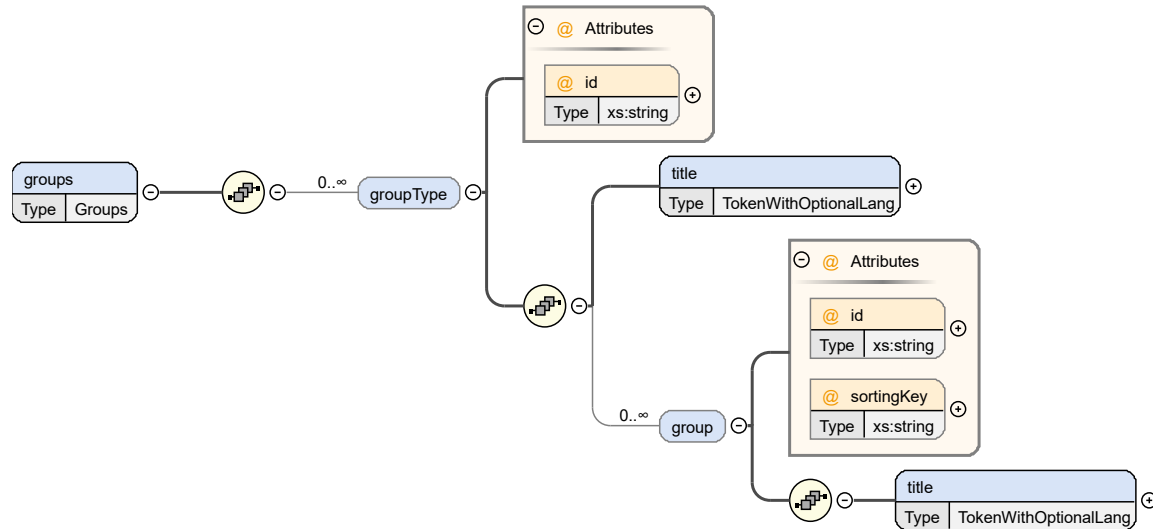 @ Attributes
@ id
Type xs:string
groups
Type Groups
0..∞
groupType
title
Type TokenWithOptionalLang
@ Attributes
@ id
Type xs:string
@ sortingKey
Type xs:string
0..∞
group
title
Type TokenWithOptionalLang